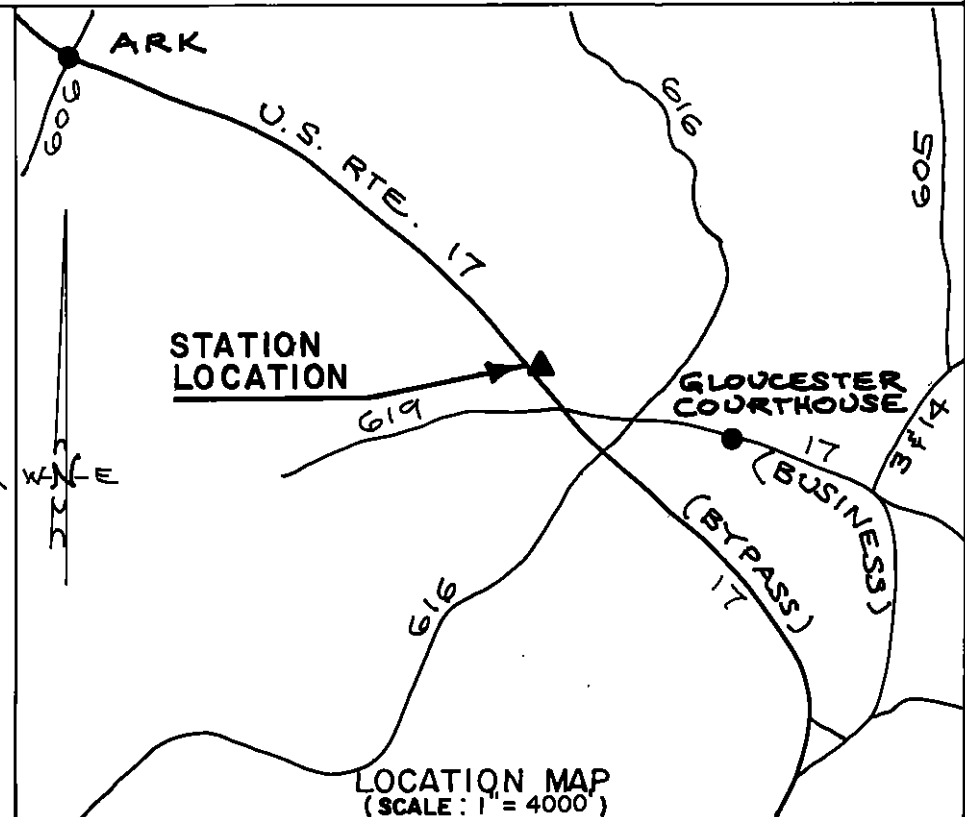 ARK
606
U.S. RTE. 17
616
605
STATION
LOCATION
619
GLOUCESTER
COURTHOUSE
3 & 14
17
(BUSINESS)
W-N-E
S
(BYPASS)
17
616
LOCATION MAP
(SCALE: 1" = 4000')